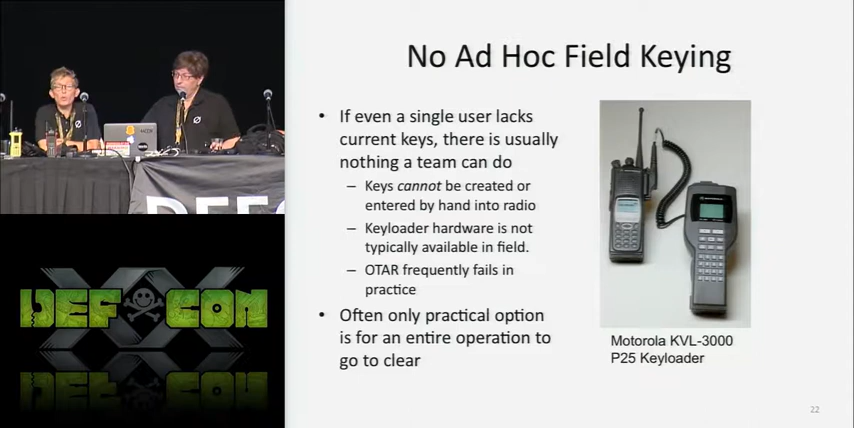 No Ad Hoc Field Keying
• If even a single user lacks
current keys, there is usually
nothing a team can do
– Keys cannot be created or
entered by hand into radio
– Keyloader hardware is not
typically available in field.
– OTAR frequently fails in
practice
• Often only practical option
is for an entire operation to
go to clear
Motorola KVL-3000
P25 Keyloader
22
DEF CON
XX